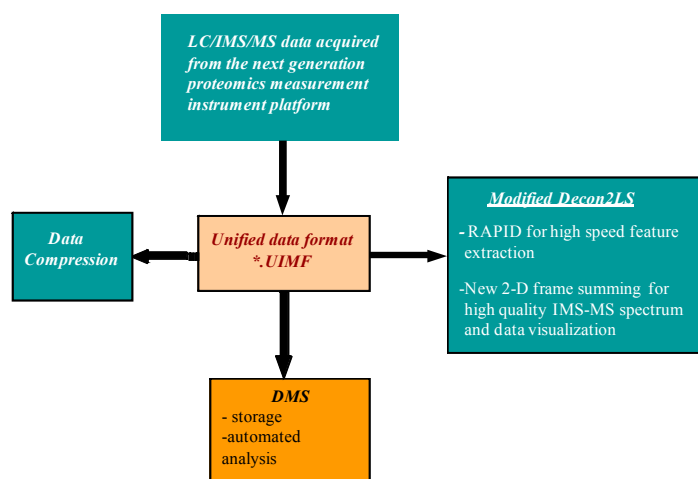 LC/IMS/MS data acquired
from the next generation
proteomics measurement
instrument platform
Data
Compression
Unified data format
*.UIMF
Modified Decon2LS
- RAPID for high speed feature
extraction
-New 2-D frame summing for
high quality IMS-MS spectrum
and data visualization
DMS
- storage
-automated
analysis